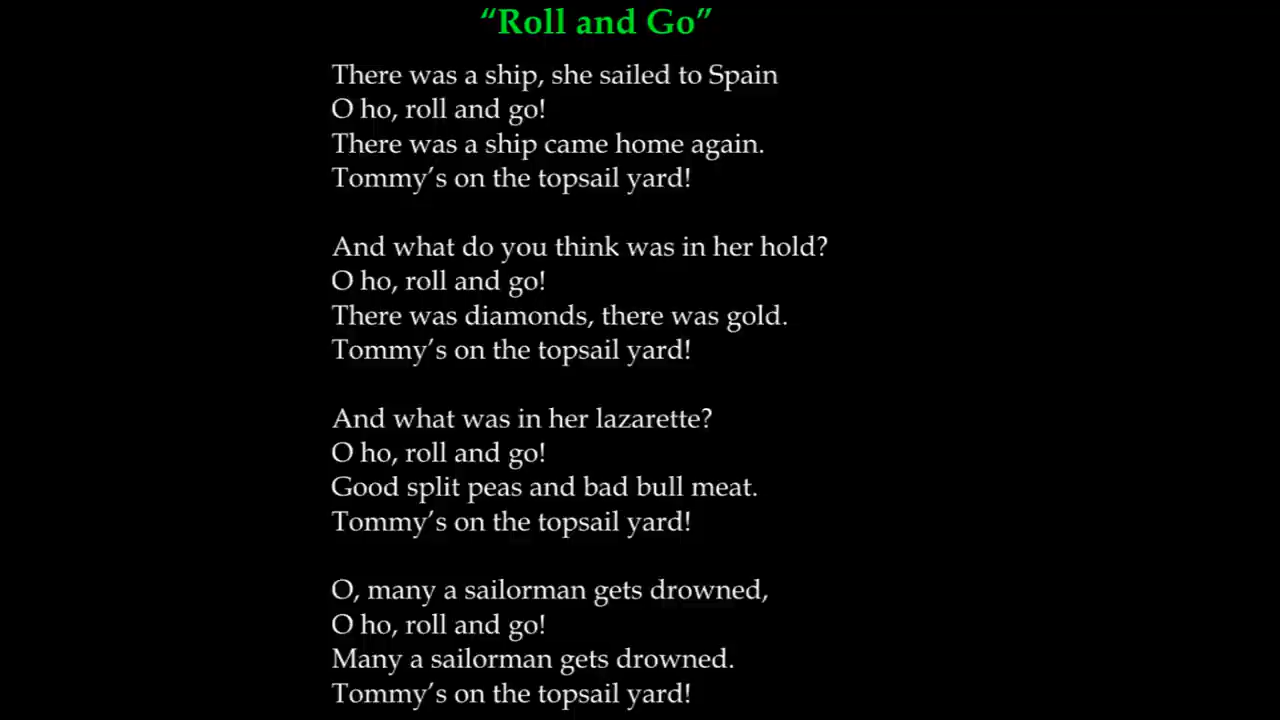 “Roll and Go”
There was a ship, she sailed to Spain
O ho, roll and go!
There was a ship came home again.
Tommy’s on the topsail yard!
And what do you think was in her hold?
O ho, roll and go!
There was diamonds, there was gold.
Tommy’s on the topsail yard!
And what was in her lazarette?
O ho, roll and go!
Good split peas and bad bull meat.
Tommy’s on the topsail yard!
O, many a sailorman gets drowned,
O ho, roll and go!
Many a sailorman gets drowned.
Tommy’s on the topsail yard!